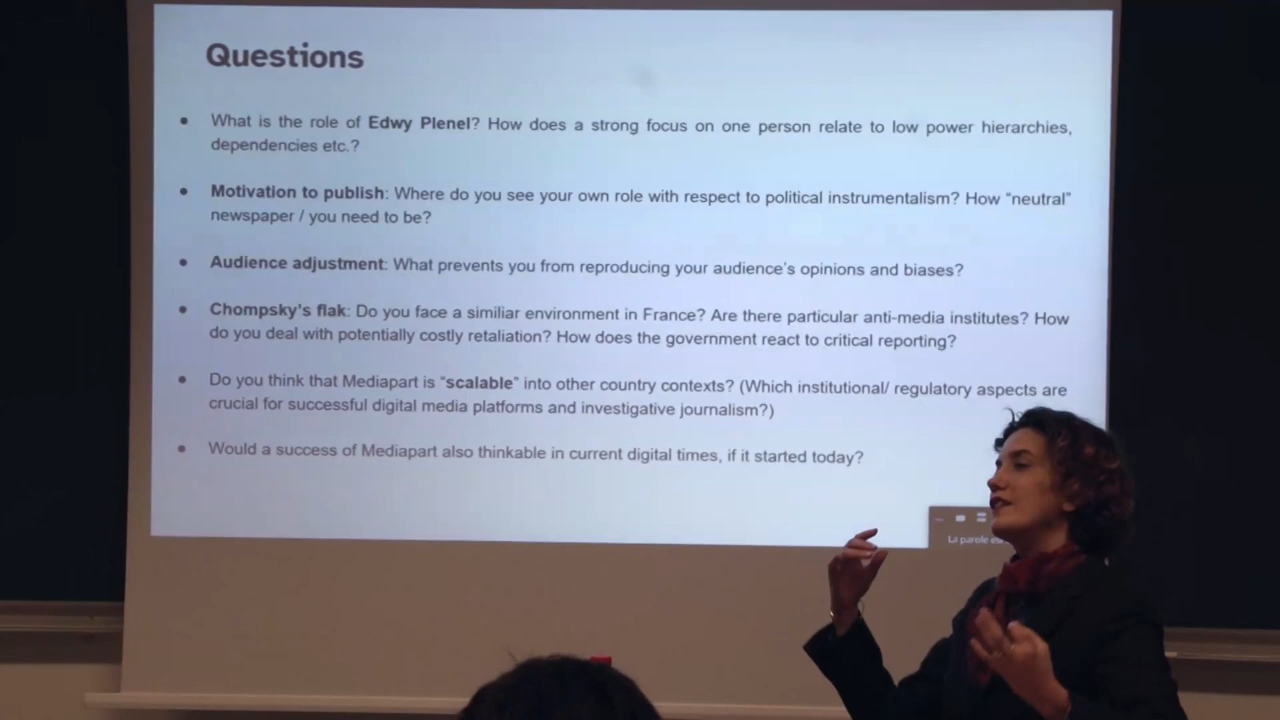 Questions
• What is the role of Edwy Plenel? How does a strong focus on one person relate to low power hierarchies,
dependencies etc.?
• Motivation to publish: Where do you see your own role with respect to political instrumentalism? How “neutral”
newspaper / you need to be?
• Audience adjustment: What prevents you from reproducing your audience's opinions and biases?
• Chompsky's flak: Do you face a similiar environment in France? Are there particular anti-media institutes? How
do you deal with potentially costly retaliation? How does the government react to critical reporting?
• Do you think that Mediapart is “scalable” into other country contexts? (Which institutional/ regulatory aspects are
crucial for successful digital media platforms and investigative journalism?)
• Would a success of Mediapart also thinkable in current digital times, if it started today?
La parole